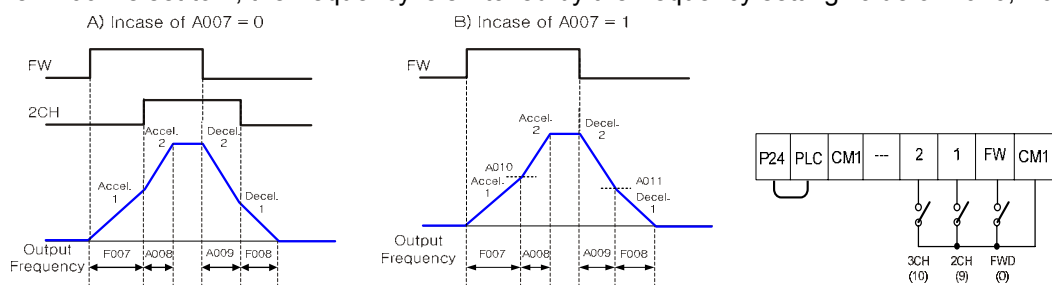 A) Incase of A007 = 0
FW
2CH
Accel.
2
Decel.
2
Accel.
1
Decel.
1
Output
Frequency
F007
A008
A009
F008
B) Incase of A007 = 1
FW
Accel.
2
Decel.
2
A010
Accel.
1
A011
Decel.
1
Output
Frequency
F007
A008
A009
F008
P24 PLC CM1 --- 2 1 FW CM1
3CH 2CH FWD
(10) (9) (0)